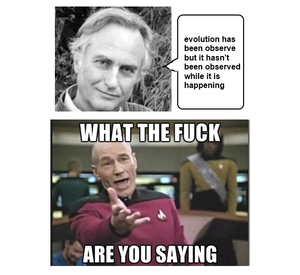 evolution has
been observe
but it hasn't
been observed
while it is
happening
WHAT THE FUCK
ARE YOU SAYING